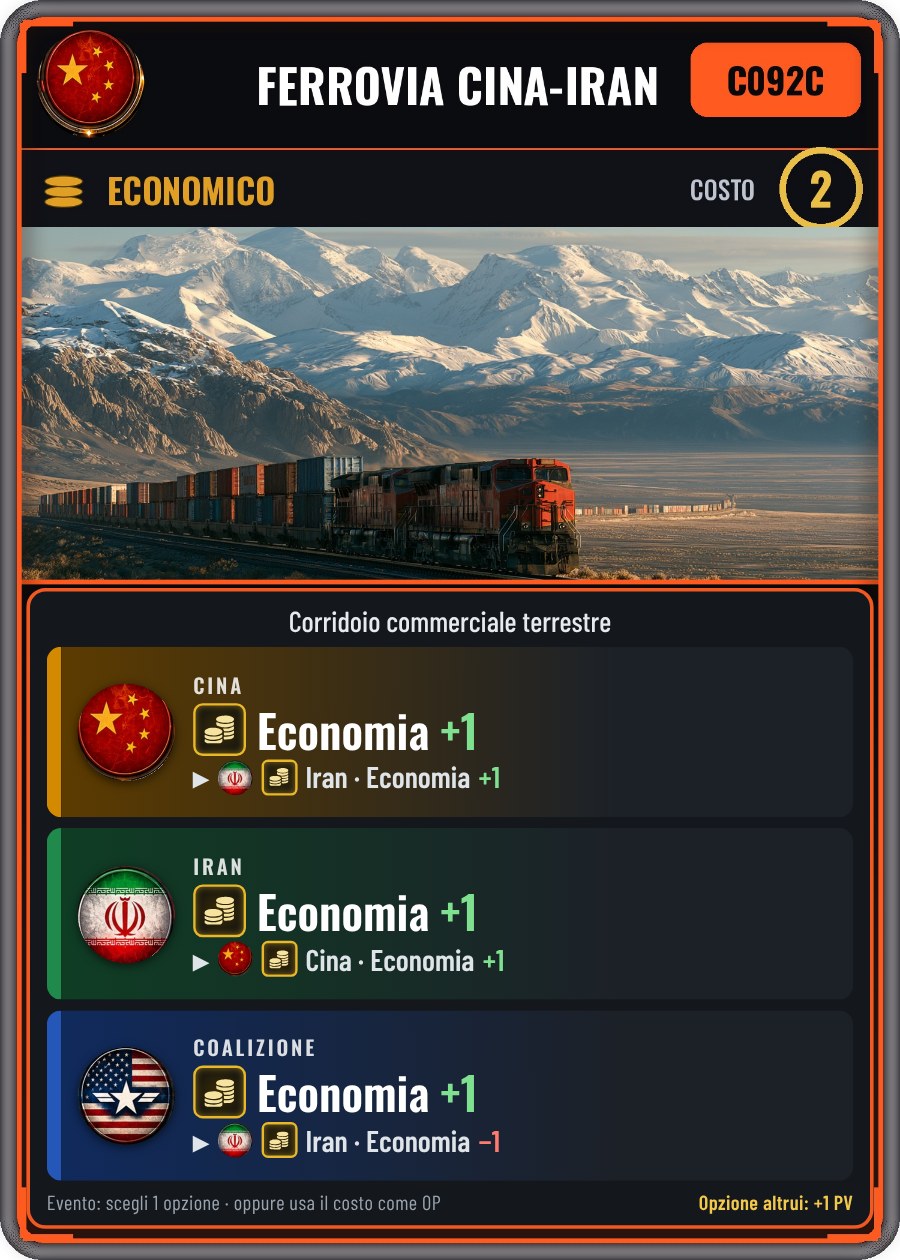 FERROVIA CINA-IRAN
C092C
ECONOMICO
COSTO
2
Corridoio commerciale terrestre
CINA
Economia +1
▶ Iran · Economia +1
IRAN
Economia +1
▶ Cina · Economia +1
COALIZIONE
Economia +1
▶ Iran · Economia −1
Evento: scegli 1 opzione · oppure usa il costo come OP
Opzione altrui: +1 PV